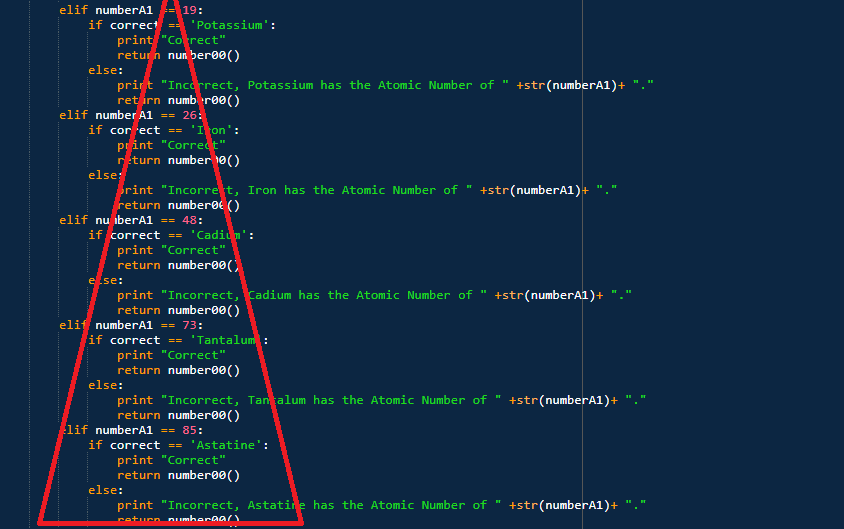 elif numberA1 == 19:
if correct == 'Potassium':
print "Correct"
return number00()
else:
print "Incorrect, Potassium has the Atomic Number of " +str(numberA1)+ "."
return number00()
elif numberA1 == 26:
if correct == 'Iron':
print "Correct"
return number00()
else:
print "Incorrect, Iron has the Atomic Number of " +str(numberA1)+ "."
return number00()
elif numberA1 == 48:
if correct == 'Cadium':
print "Correct"
return number00()
else:
print "Incorrect, Cadium has the Atomic Number of " +str(numberA1)+ "."
return number00()
elif numberA1 == 73:
if correct == 'Tantalum':
print "Correct"
return number00()
else:
print "Incorrect, Tantalum has the Atomic Number of " +str(numberA1)+ "."
return number00()
elif numberA1 == 85:
if correct == 'Astatine':
print "Correct"
return number00()
else:
print "Incorrect, Astatine has the Atomic Number of " +str(numberA1)+ "."
return number00()